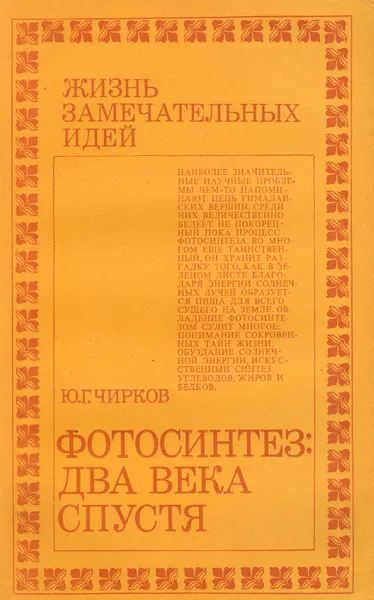 ЖИЗНЬ
ЗАМЕЧАТЕЛЬНЫХ
ИДЕЙ
НАИБОЛЕЕ ЗНАЧИТЕЛЬ-
НЫЕ НАУЧНЫЕ ПРОБЛЕ-
МЫ ЧЕМ-ТО НАПОМИ-
НАЮТ ЦЕПЬ ГИМАЛАЙ-
СКИХ ВЕРШИН. СРЕДИ
НИХ ВЕЛИЧЕСТВЕННО
БЕЛЕЕТ НЕ ПОКОРЕН-
НЫЙ ПОКА ПРОЦЕСС
ФОТОСИНТЕЗА. ВО МНО-
ГОМ ЕЩЕ ТАИНСТВЕН-
НЫЙ, ОН ХРАНИТ РАЗ-
ГАДКУ ТОГО, КАК В ЗЕ-
ЛЕНОМ ЛИСТЕ БЛАГО-
ДАРЯ ЭНЕРГИИ СОЛНЕЧ-
НЫХ ЛУЧЕЙ ОБРАЗУЕТ-
СЯ ПИЩА ДЛЯ ВСЕГО
СУЩЕГО НА ЗЕМЛЕ. ОВ-
ЛАДЕНИЕ ФОТОСИНТЕ-
ЗОМ СУЛИТ МНОГОЕ:
ПОНИМАНИЕ СОКРОВЕН-
НЫХ ТАЙН ЖИЗНИ,
ОБУЗДАНИЕ СОЛНЕЧ-
НОЙ ЭНЕРГИИ, ИСКУС-
СТВЕННЫЙ СИНТЕЗ
УГЛЕВОДОВ, ЖИРОВ И
БЕЛКОВ.
Ю.Г. ЧИРКОВ
ФОТОСИНТЕЗ:
ДВА ВЕКА
СПУСТЯ